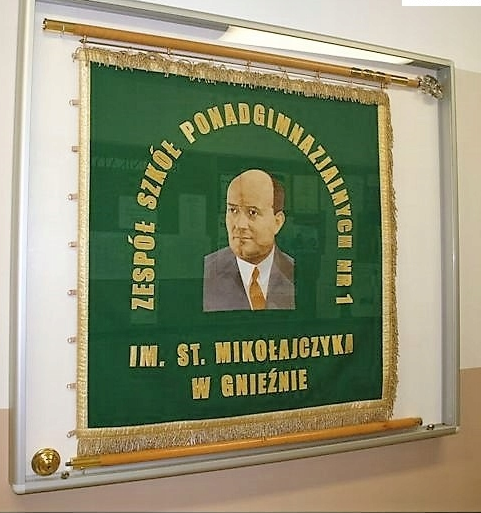 ZESPÓŁ SZKÓŁ PONADGIMNAZJALNYCH NR 1
IM. ST. MIKOŁAJCZYKA
W GNIEŹNIE